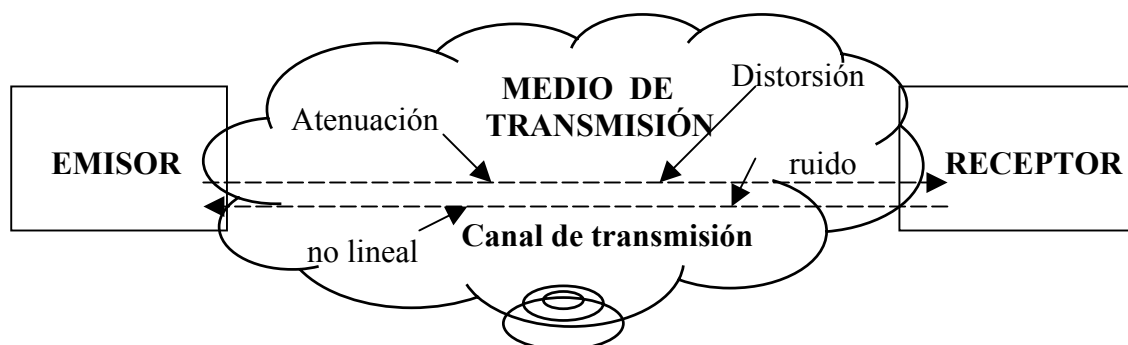 Distorsión
MEDIO DE
TRANSMISIÓN
Atenuación
EMISOR
ruido
RECEPTOR
Canal de transmisión
no lineal